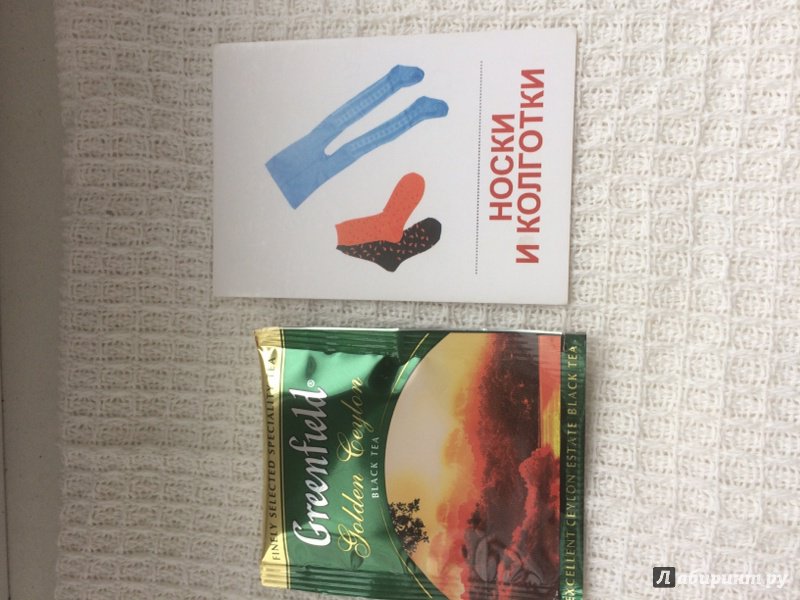 НОСКИ
И КОЛГОТКИ
FINELY SELECTED SPECIALITY TEA
Greenfield®
Golden Ceylon
BLACK TEA
EXCELLENT CEYLON ESTATE BLACK TEA
Лабиринт.ру